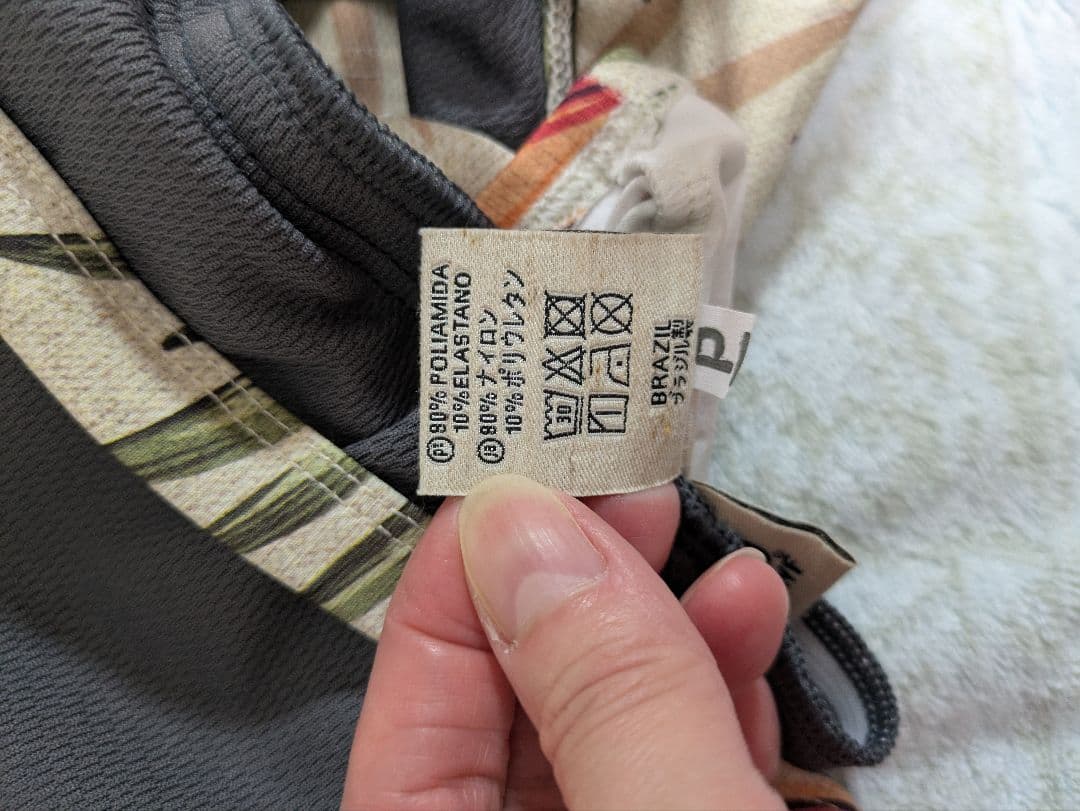 pt 90% POLIAMIDA
10% ELASTANO
ja 90% ナイロン
10% ポリウレタン
30
BRAZIL
ブラジル製
P